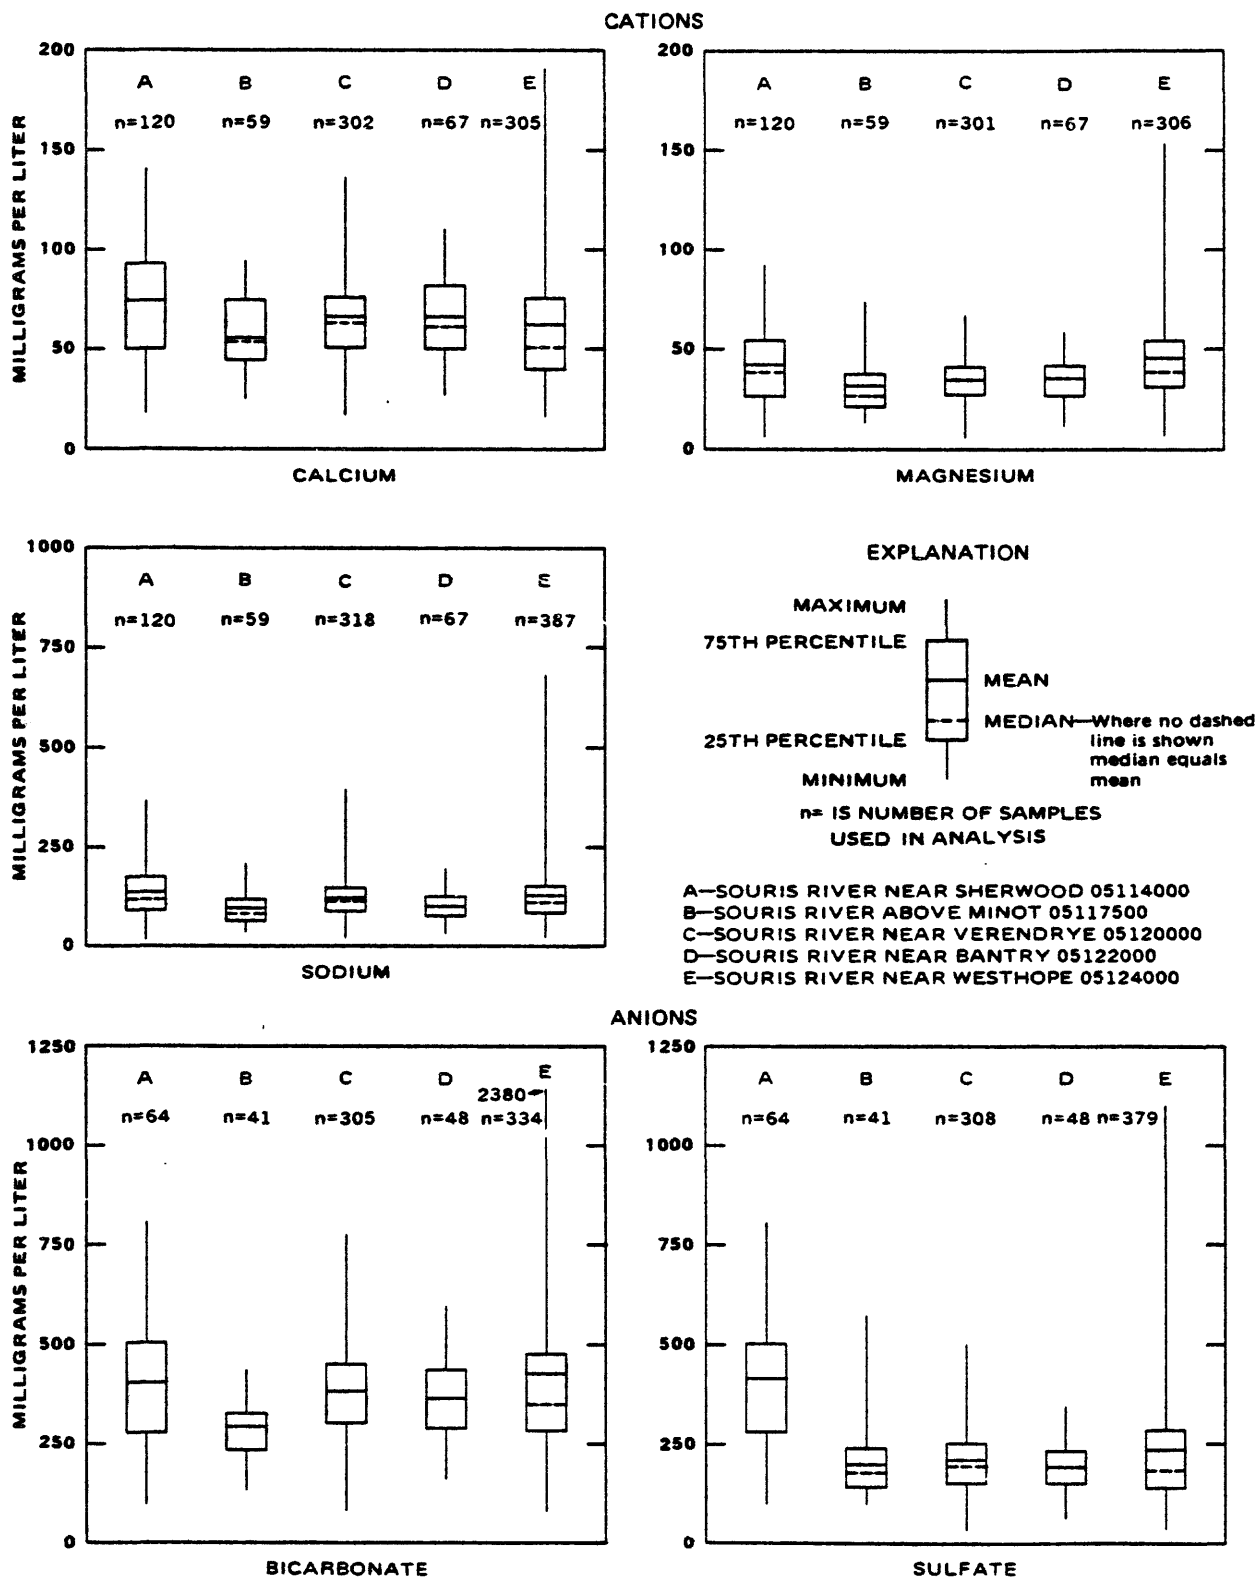 CATIONS
MILLIGRAMS PER LITER
200
150
100
50
0
A B C D E
n=120 n=59 n=302 n=67 n=305
CALCIUM
200
150
100
50
0
A B C D E
n=120 n=59 n=301 n=67 n=306
MAGNESIUM
MILLIGRAMS PER LITER
1000
750
500
250
0
A B C D E
n=120 n=59 n=318 n=67 n=387
SODIUM
EXPLANATION
MAXIMUM
75TH PERCENTILE
MEAN
MEDIAN—Where no dashed
line is shown
median equals
mean
25TH PERCENTILE
MINIMUM
n= IS NUMBER OF SAMPLES
USED IN ANALYSIS
A—SOURIS RIVER NEAR SHERWOOD 05114000
B—SOURIS RIVER ABOVE MINOT 05117500
C—SOURIS RIVER NEAR VERENDRYE 05120000
D—SOURIS RIVER NEAR BANTRY 05122000
E—SOURIS RIVER NEAR WESTHOPE 05124000
ANIONS
MILLIGRAMS PER LITER
1250
1000
750
500
250
0
A B C D E
2380
n=64 n=41 n=305 n=48 n=334
BICARBONATE
1250
1000
750
500
250
0
A B C D E
n=64 n=41 n=308 n=48 n=379
SULFATE